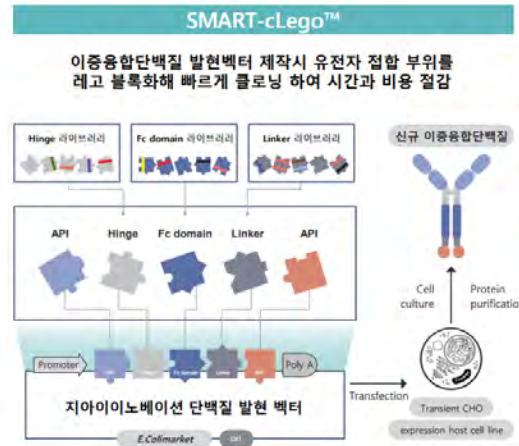 SMART-cLego™
이중융합단백질 발현벡터 제작시 유전자 접합 부위를
레고 블록화해 빠르게 클로닝 하여 시간과 비용 절감
Hinge 라이브러리
Fc domain 라이브러리
Linker 라이브러리
신규 이중융합단백질
API
Hinge
Fc domain
Linker
API
Cell
culture
Protein
purificatio
Promoter
Fc domain
Poly A
지아이이노베이션 단백질 발현 벡터
Transfection
Transient CHO
expression host cell line
E.Colimarket
ori